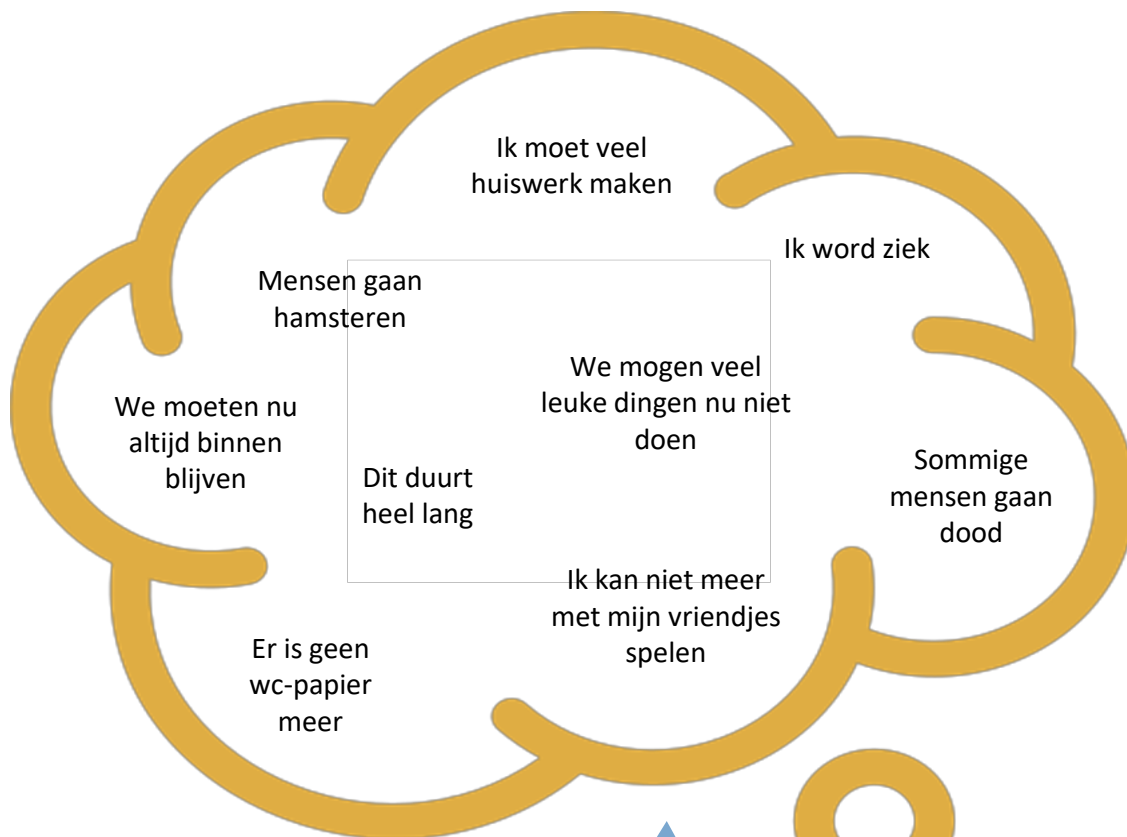 Ik moet veel
huiswerk maken
Ik word ziek
Mensen gaan
hamsteren
We mogen veel
leuke dingen nu niet
doen
We moeten nu
altijd binnen
blijven
Dit duurt
heel lang
Sommige
mensen gaan
dood
Ik kan niet meer
met mijn vriendjes
spelen
Er is geen
wc-papier
meer